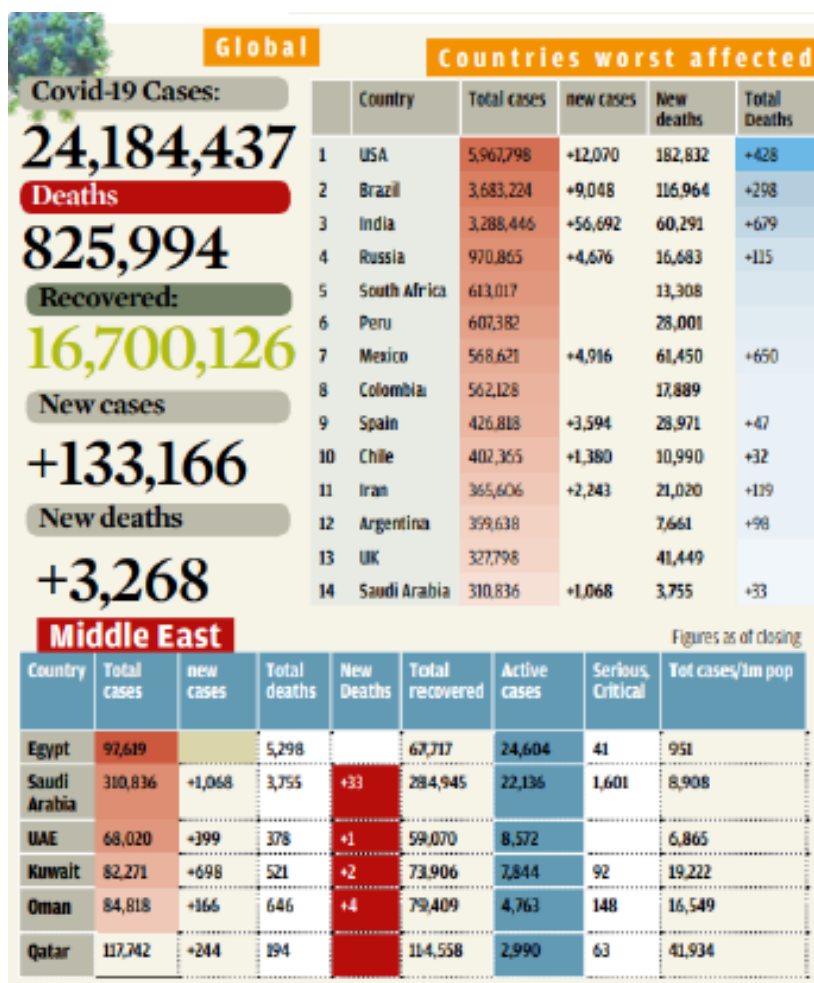 Global
Covid-19 Cases:
24,184,437
Deaths
825,994
Recovered:
16,700,126
New cases
+133,166
New deaths
+3,268
Countries worst affected
Country Total cases new cases New deaths Total Deaths
1 USA 5,967,798 +12,070 182,832 +428
2 Brazil 3,683,224 +9,048 116,964 +298
3 India 3,288,446 +56,692 60,291 +679
4 Russia 970,865 +4,676 16,683 +115
5 South Africa 613,017 13,308
6 Peru 607,382 28,001
7 Mexico 568,621 +4,916 61,450 +650
8 Colombia 562,128 17,889
9 Spain 426,818 +3,594 28,971 +47
10 Chile 402,365 +1,380 10,990 +32
11 Iran 365,606 +2,243 21,020 +119
12 Argentina 359,638 7,661 +98
13 UK 327,798 41,449
14 Saudi Arabia 310,836 +1,068 3,755 +33
Middle East
Figures as of closing
Country Total cases new cases Total deaths New Deaths Total recovered Active cases Serious, Critical Tot cases/1m pop
Egypt 97,619 5,298 67,717 24,604 41 951
Saudi Arabia 310,836 +1,068 3,755 +33 284,945 22,136 1,601 8,908
UAE 68,020 +399 378 +1 59,070 8,572 6,865
Kuwait 82,271 +698 521 +2 73,906 7,844 92 19,222
Oman 84,818 +166 646 +4 79,409 4,763 148 16,549
Qatar 117,742 +244 194 114,558 2,990 63 41,934